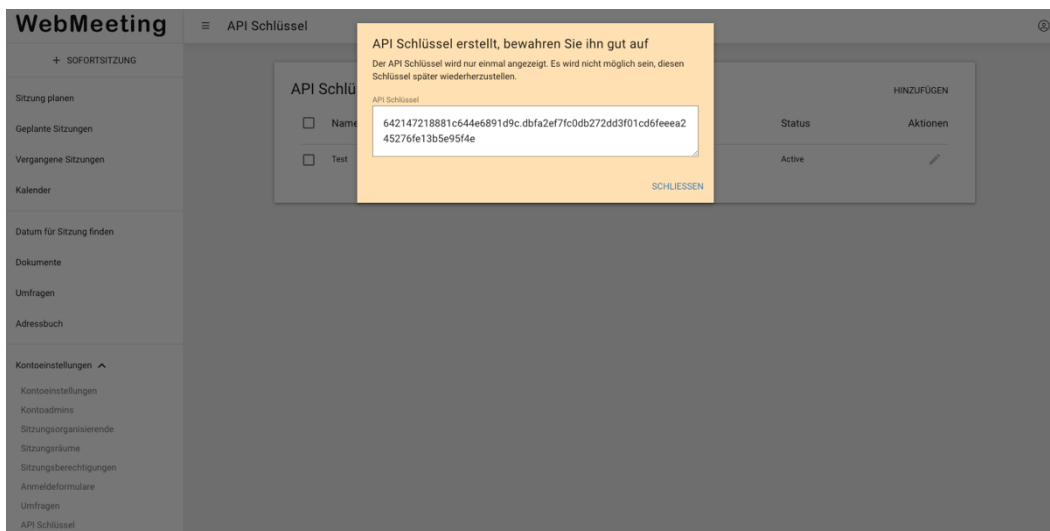 WebMeeting
≡ API Schlüssel
+ SOFORTSITZUNG
Sitzung planen
Geplante Sitzungen
Vergangene Sitzungen
Kalender
Datum für Sitzung finden
Dokumente
Umfragen
Adressbuch
Kontoeinstellungen
Kontoeinstellungen
Kontoadmins
Sitzungsorganisierende
Sitzungsräume
Sitzungsberechtigungen
Anmeldeformulare
Umfragen
API Schlüssel
API Schlü
HINZUFÜGEN
Name Status Aktionen
Test Active
API Schlüssel erstellt, bewahren Sie ihn gut auf
Der API Schlüssel wird nur einmal angezeigt. Es wird nicht möglich sein, diesen
Schlüssel später wiederherzustellen.
API Schlüssel
642147218881c644e6891d9c.dbfa2ef7fc0db272dd3f01cd6feeea2
45276fe13b5e95f4e
SCHLIESSEN